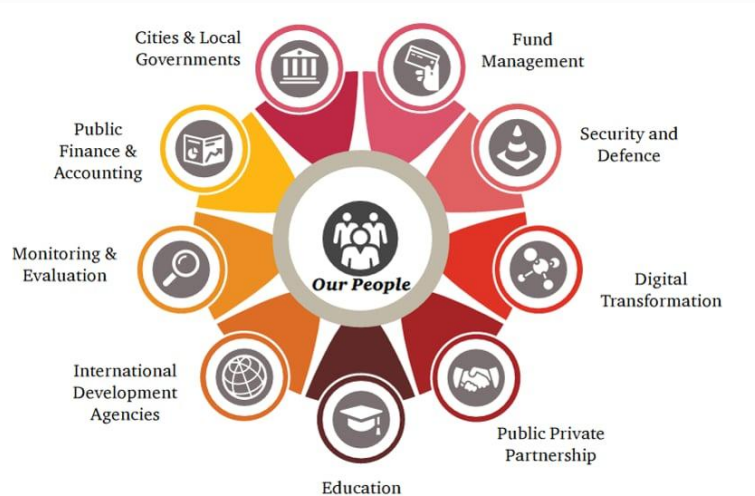 Cities & Local
Governments
Fund
Management
Public
Finance &
Accounting
Security and
Defence
Monitoring &
Evaluation
Our People
Digital
Transformation
International
Development
Agencies
Public Private
Partnership
Education